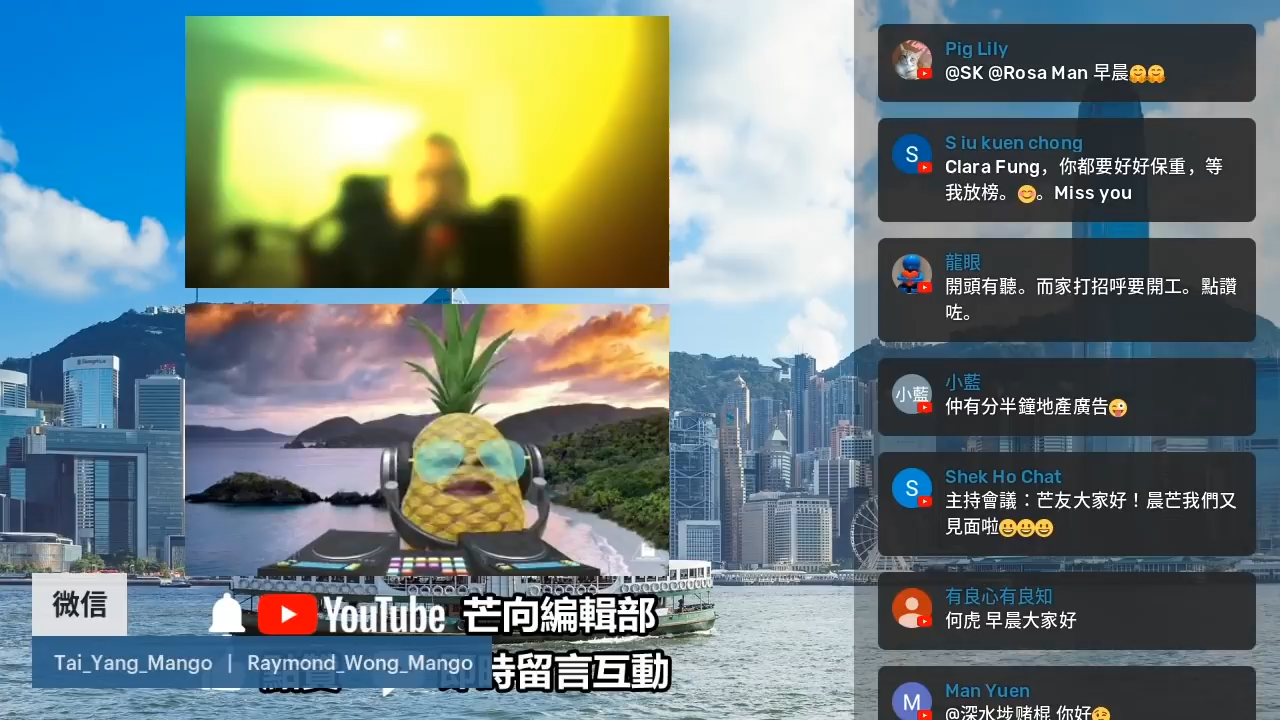 Pig Lily
@SK @Rosa Man 早晨🤗🤗
S iu kuen chong
Clara Fung，你都要好好保重，等
我放榜。😊。Miss you
龍眼
開頭有聽。而家打招呼要開工。點讚
咗。
小藍
小藍
仲有分半鐘地產廣告😜
Shek Ho Chat
主持會議：芒友大家好！晨芒我們又
見面啦😃😃😃
有良心有良知
何虎 早晨大家好
Man Yuen
@深水埗赌棍 你好😉
S
S
M
微信
YouTube 芒向編輯部
Tai_Yang_Mango | Raymond_Wong_Mango
即時留言互動